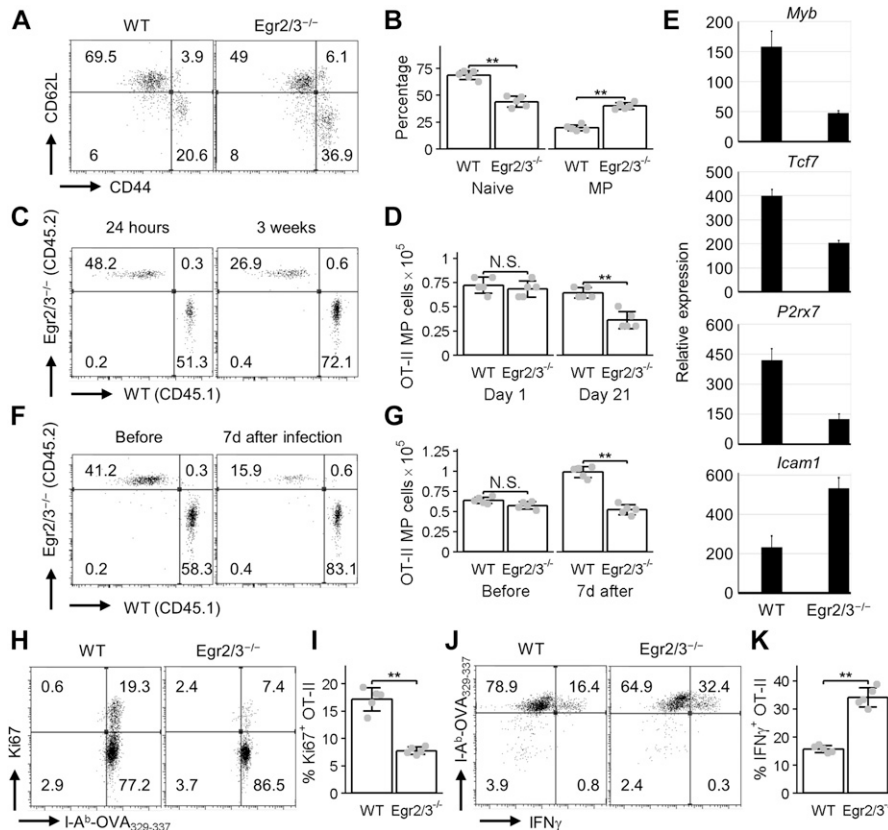 A
WT
Egr2/3⁻/⁻
69.5
3.9
49
6.1
6
20.6
8
36.9
CD62L
CD44
B
Percentage
75
50
25
0
**
**
WT Egr2/3⁻/⁻
WT Egr2/3⁻/⁻
Naive
MP
C
24 hours
3 weeks
48.2
0.3
26.9
0.6
0.2
51.3
0.4
72.1
Egr2/3⁻/⁻ (CD45.2)
WT (CD45.1)
D
OT-II MP cells × 10⁵
1
0.75
0.5
0.25
0
N.S.
**
WT Egr2/3⁻/⁻
WT Egr2/3⁻/⁻
Day 1
Day 21
E
Relative expression
Myb
200
150
100
50
0
Tcf7
500
400
300
200
100
0
P2rx7
600
450
300
150
0
Icam1
600
400
200
0
WT
Egr2/3⁻/⁻
F
Before
7d after infection
41.2
0.3
15.9
0.6
0.2
58.3
0.4
83.1
Egr2/3⁻/⁻ (CD45.2)
WT (CD45.1)
G
OT-II MP cells × 10⁵
1
0.75
0.5
0.25
0
N.S.
**
WT Egr2/3⁻/⁻
WT Egr2/3⁻/⁻
Before
7d after
H
WT
Egr2/3⁻/⁻
0.6
19.3
2.4
7.4
2.9
77.2
3.7
86.5
Ki67
I-Aᵇ-OVA₃₂₉₋₃₃₇
I
% Ki67⁺ OT-II
20
15
10
5
0
**
WT Egr2/3⁻/⁻
J
WT
Egr2/3⁻/⁻
78.9
16.4
64.9
32.4
3.9
0.8
2.4
0.3
I-Aᵇ-OVA₃₂₉₋₃₃₇
IFNγ
K
% IFNγ⁺ OT-II
40
30
20
10
0
**
WT Egr2/3⁻/⁻